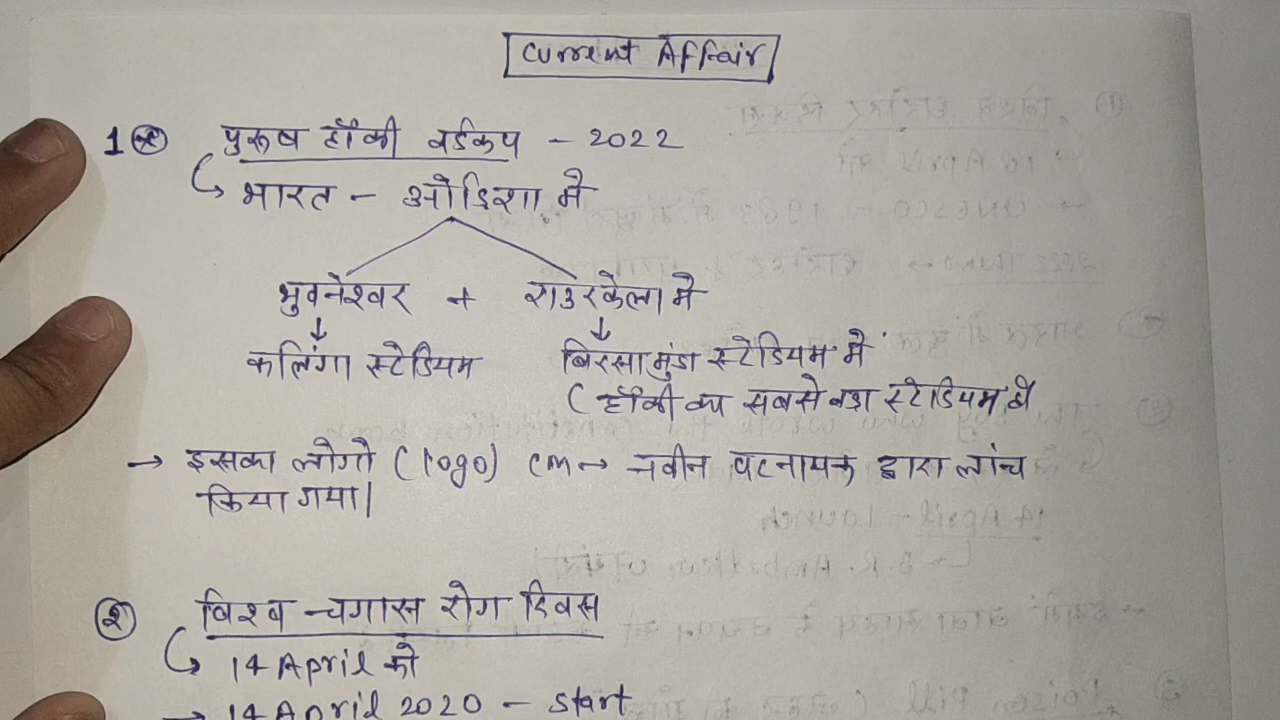 Current Affair
1 पुरूष हॉकी वर्ल्डकप - 2022
भारत - ओडिशा में
भुवनेश्वर + राउरकेला में
कलिंगा स्टेडियम बिरसा मुंडा स्टेडियम में
( हॉकी का सबसे बड़ा स्टेडियम है
→ इसका लोगो (logo) CM → नवीन पटनायक द्वारा लांच
किया गया।
२ विश्व चगास रोग दिवस
14 April को
→ 14 April 2020 - start